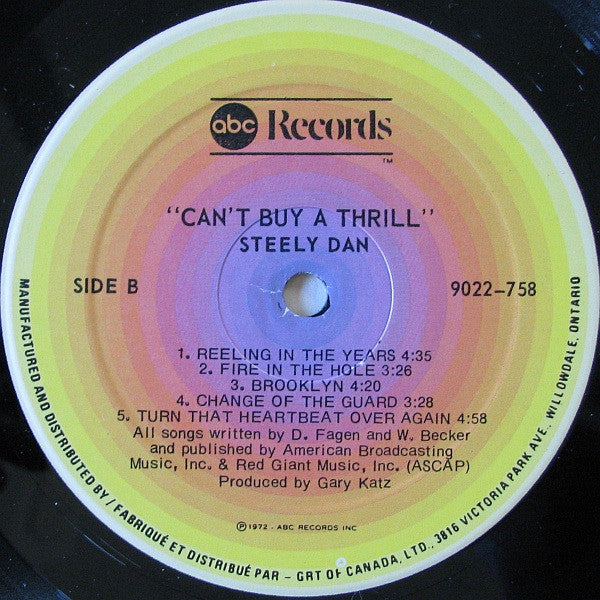 abc Records
TM
"CAN'T BUY A THRILL"
STEELY DAN
SIDE B
9022-758
1. REELING IN THE YEARS 4:35
2. FIRE IN THE HOLE 3:26
3. BROOKLYN 4:20
4. CHANGE OF THE GUARD 3:28
5. TURN THAT HEARTBEAT OVER AGAIN 4:58
All songs written by D. Fagen and W. Becker
and published by American Broadcasting
Music, Inc. & Red Giant Music, Inc. (ASCAP)
Produced by Gary Katz
℗1972 - ABC RECORDS INC
MANUFACTURED AND DISTRIBUTED BY / FABRIQUÉ ET DISTRIBUÉ PAR - GRT OF CANADA, LTD., 3816 VICTORIA PARK AVE., WILLOWDALE, ONTARIO